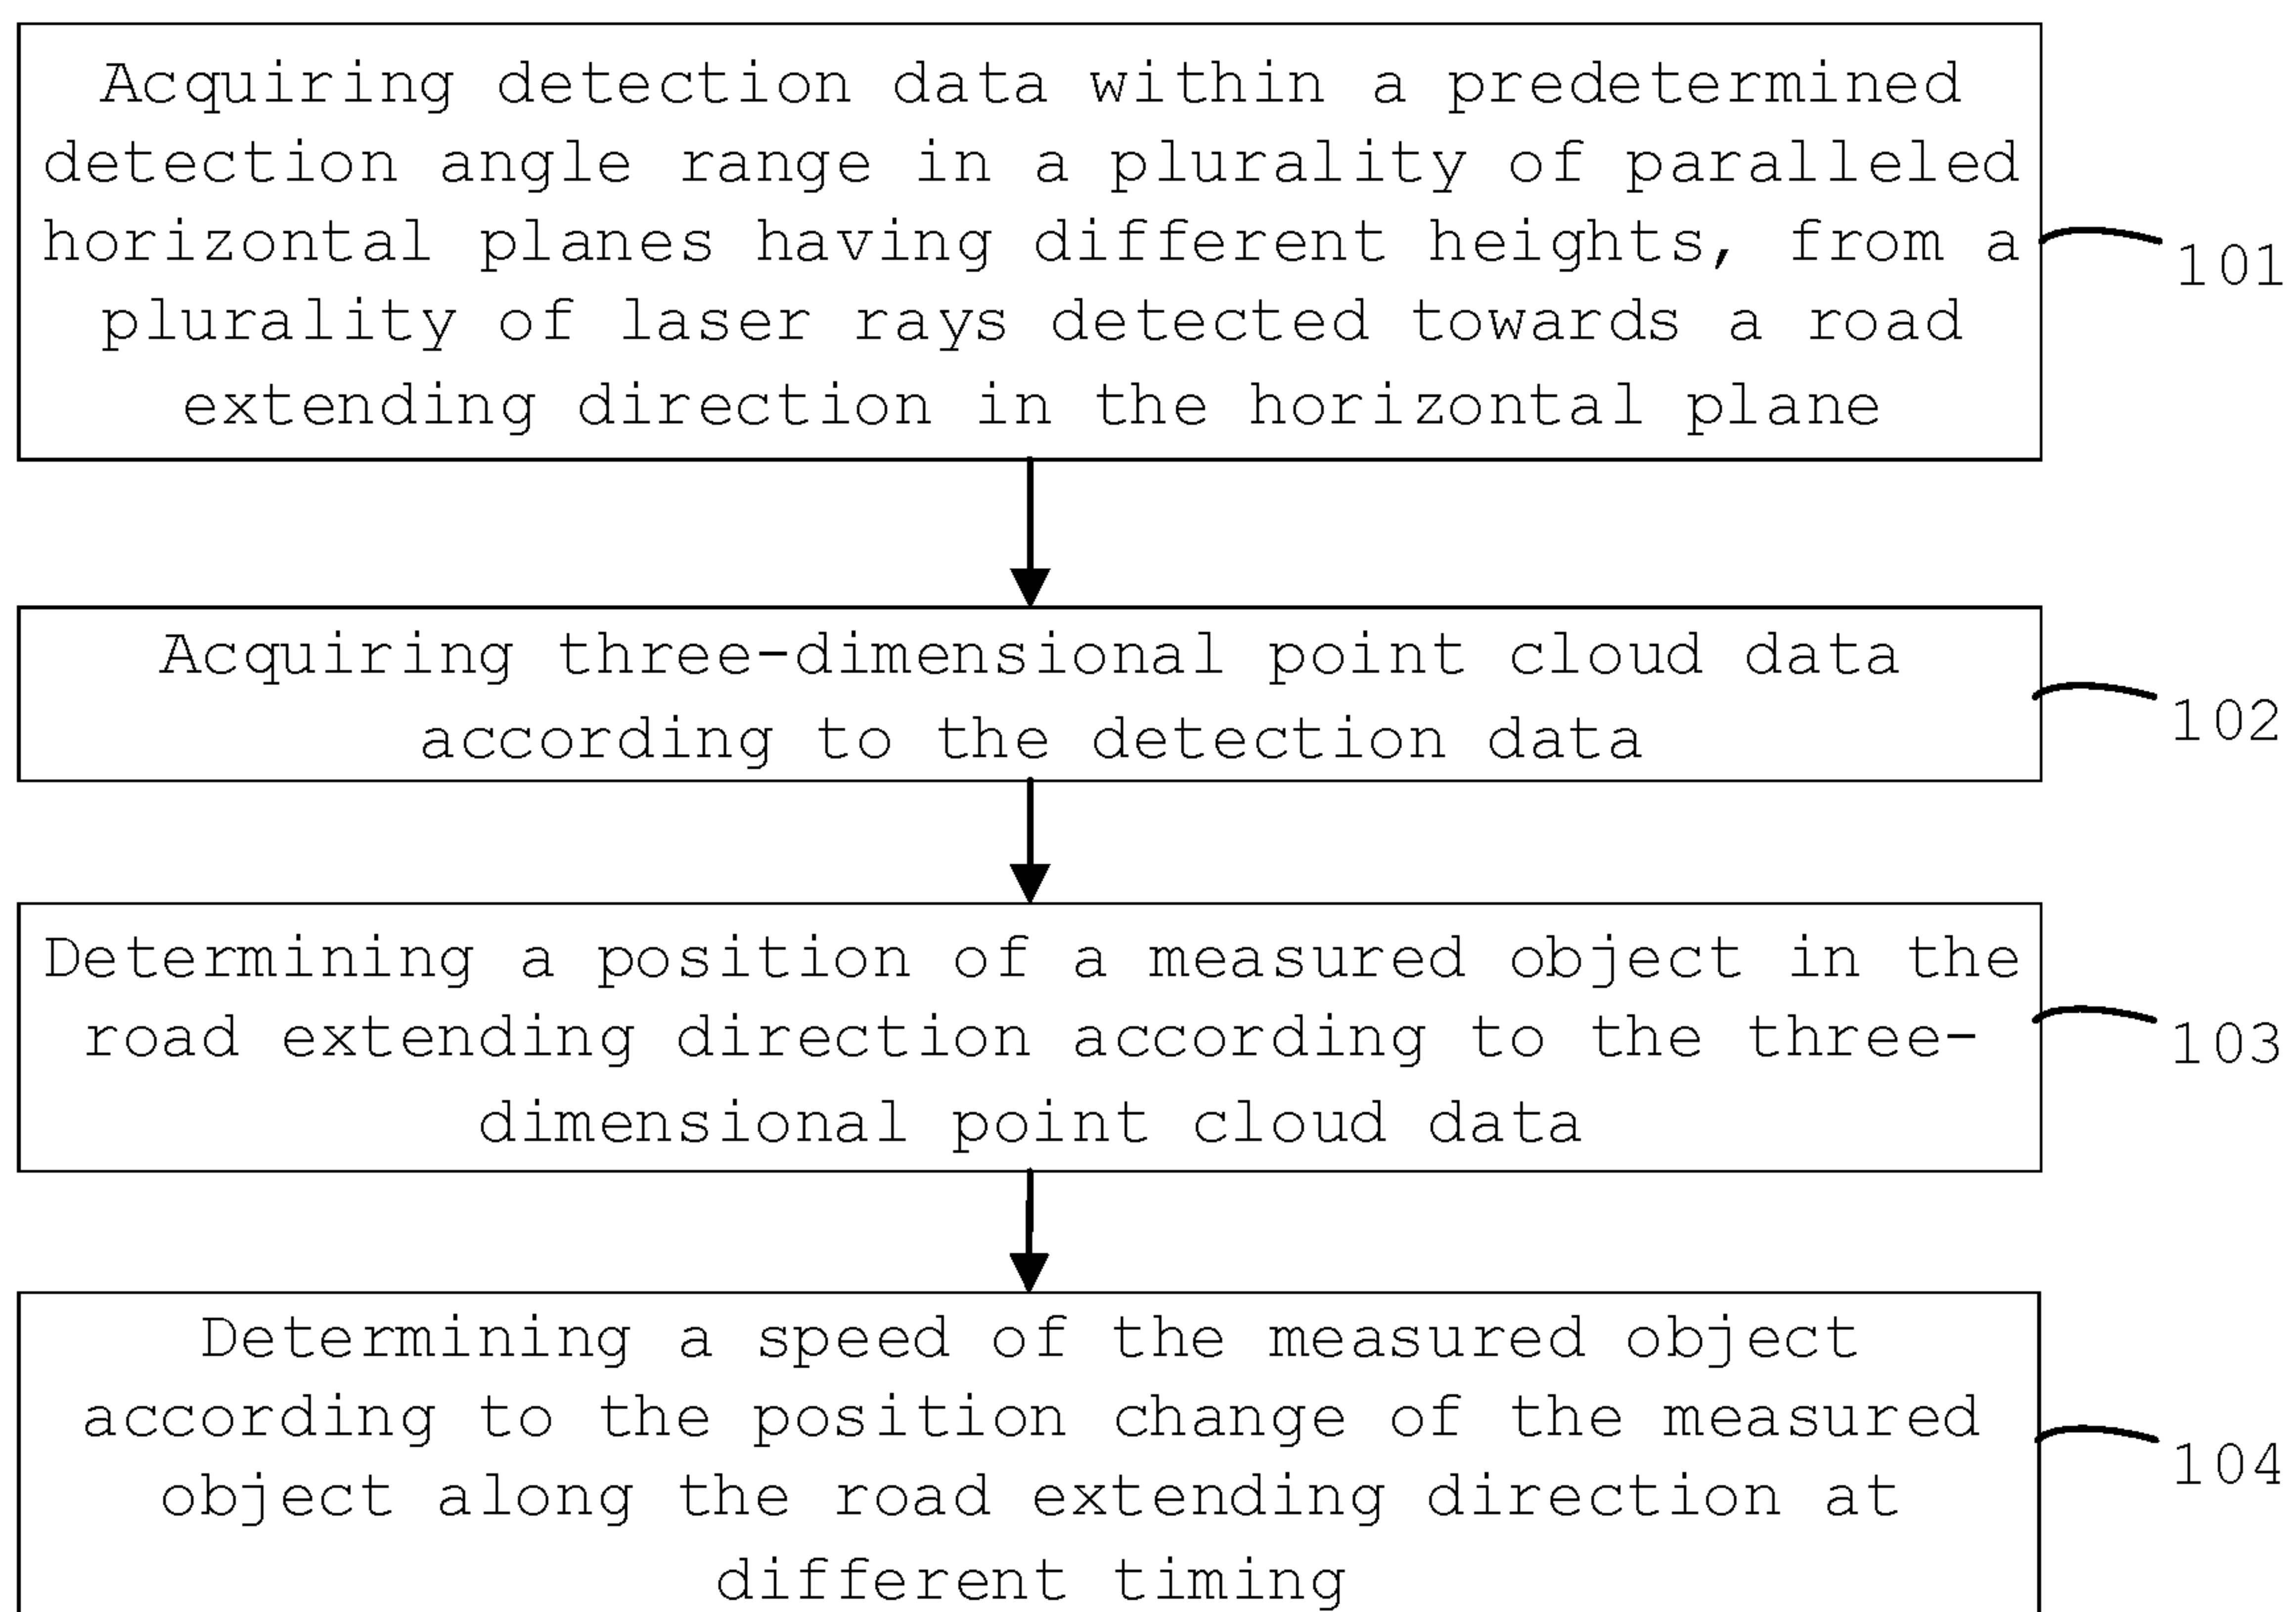 Acquiring detection data within a predetermined
detection angle range in a plurality of paralleled
horizontal planes having different heights, from a
plurality of laser rays detected towards a road
extending direction in the horizontal plane
101
Acquiring three-dimensional point cloud data
according to the detection data
102
Determining a position of a measured object in the
road extending direction according to the three-
dimensional point cloud data
103
Determining a speed of the measured object
according to the position change of the measured
object along the road extending direction at
different timing
104